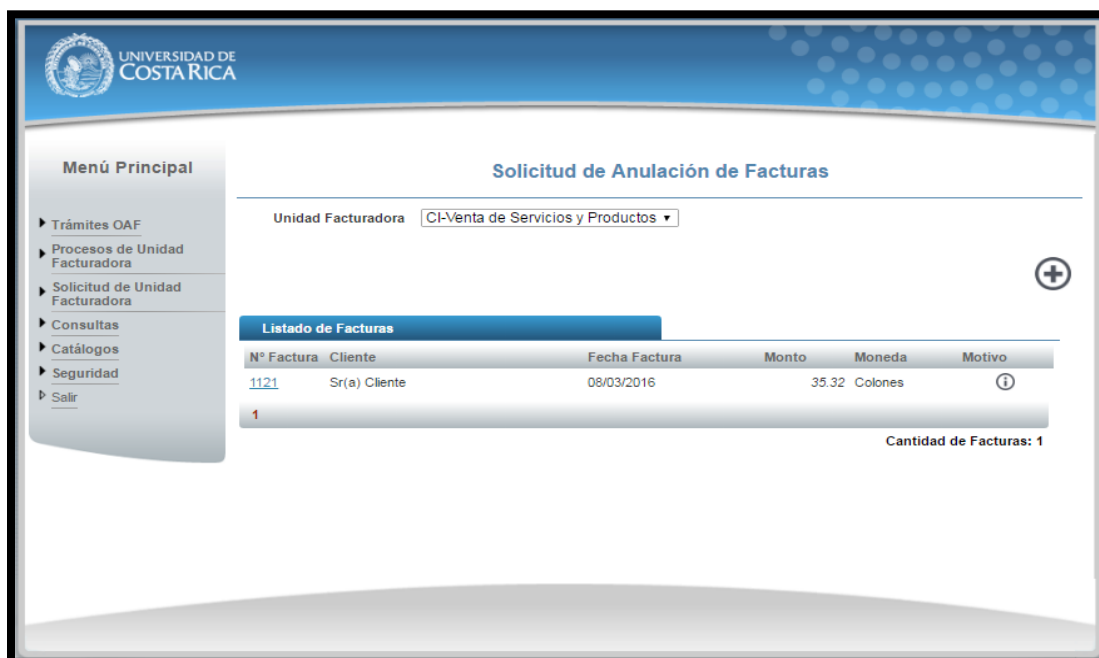 UNIVERSIDAD DE
COSTA RICA
Menú Principal
Trámites OAF
Procesos de Unidad
Facturadora
Solicitud de Unidad
Facturadora
Consultas
Catálogos
Seguridad
Salir
Solicitud de Anulación de Facturas
Unidad Facturadora CI-Venta de Servicios y Productos
Listado de Facturas
Nº Factura Cliente Fecha Factura Monto Moneda Motivo
1121 Sr(a) Cliente 08/03/2016 35.32 Colones
1
Cantidad de Facturas: 1